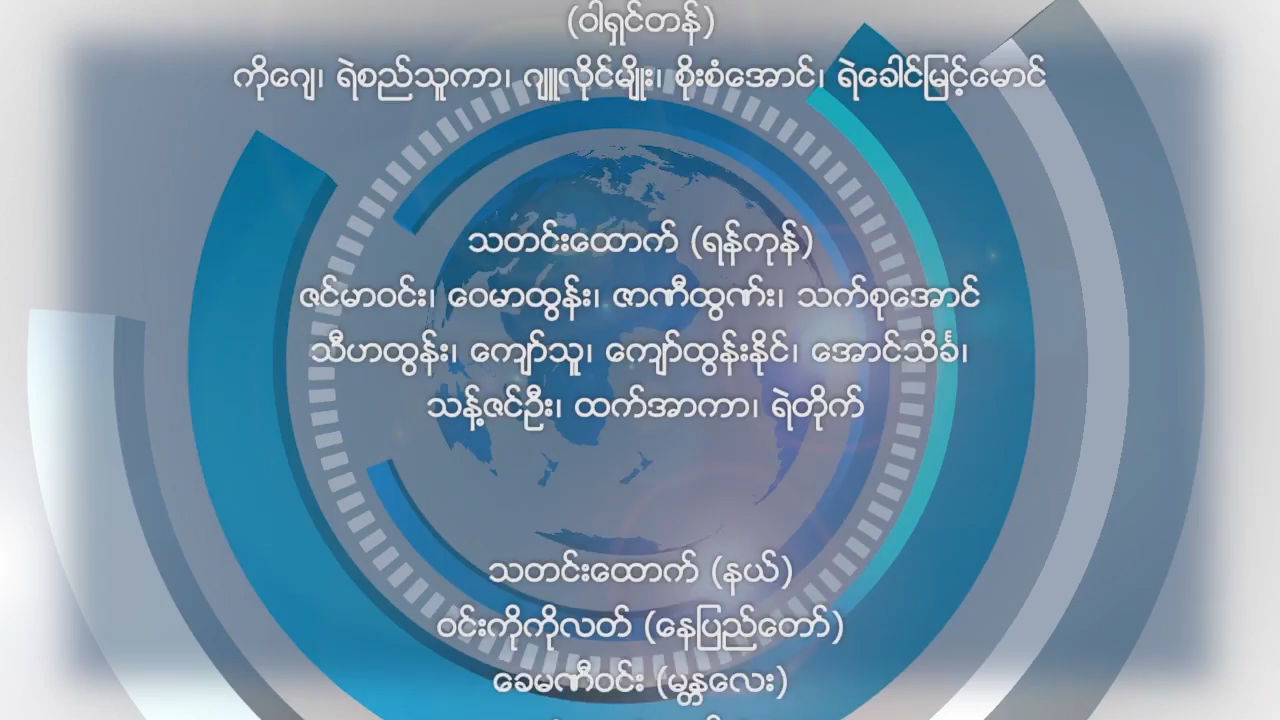 (ဝါရှင်တန်)
ကိုဂျေ၊ ရဲစည်သူကာ၊ ဂျူလိုင်မျိုး၊ စိုးစံအောင်၊ ရဲခေါင်မြင့်မောင်
သတင်းထောက် (ရန်ကုန်)
ဇင်မာဝင်း၊ ဝေမာထွန်း၊ ဇာဏီထွဏ်း၊ သက်စုအောင်
သီဟထွန်း၊ ကျော်သူ၊ ကျော်ထွန်းနိုင်၊ အောင်သိင်္ခ၊
သန့်ဇင်ဦး၊ ထက်အာကာ၊ ရဲတိုက်
သတင်းထောက် (နယ်)
ဝင်းကိုကိုလတ် (နေပြည်တော်)
ခေမဏီဝင်း (မန္တလေး)